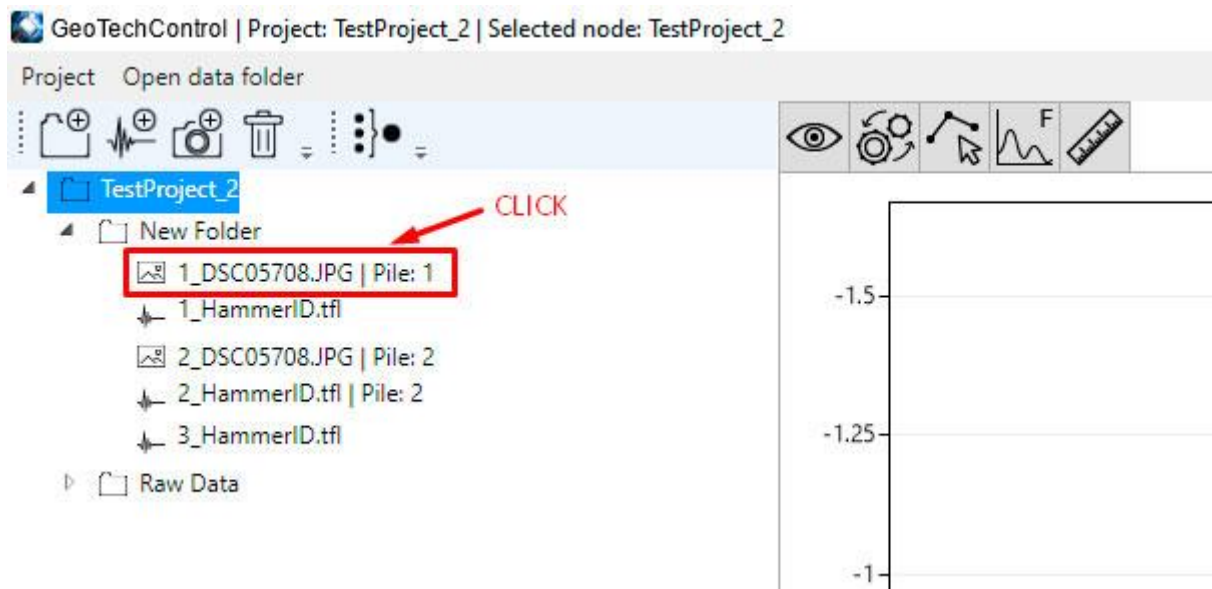 GeoTechControl | Project: TestProject_2 | Selected node: TestProject_2
Project Open data folder
F
TestProject_2
CLICK
New Folder
1_DSC05708.JPG | Pile: 1
1_HammerID.tfl
2_DSC05708.JPG | Pile: 2
2_HammerID.tfl | Pile: 2
3_HammerID.tfl
Raw Data
-1.5
-1.25
-1